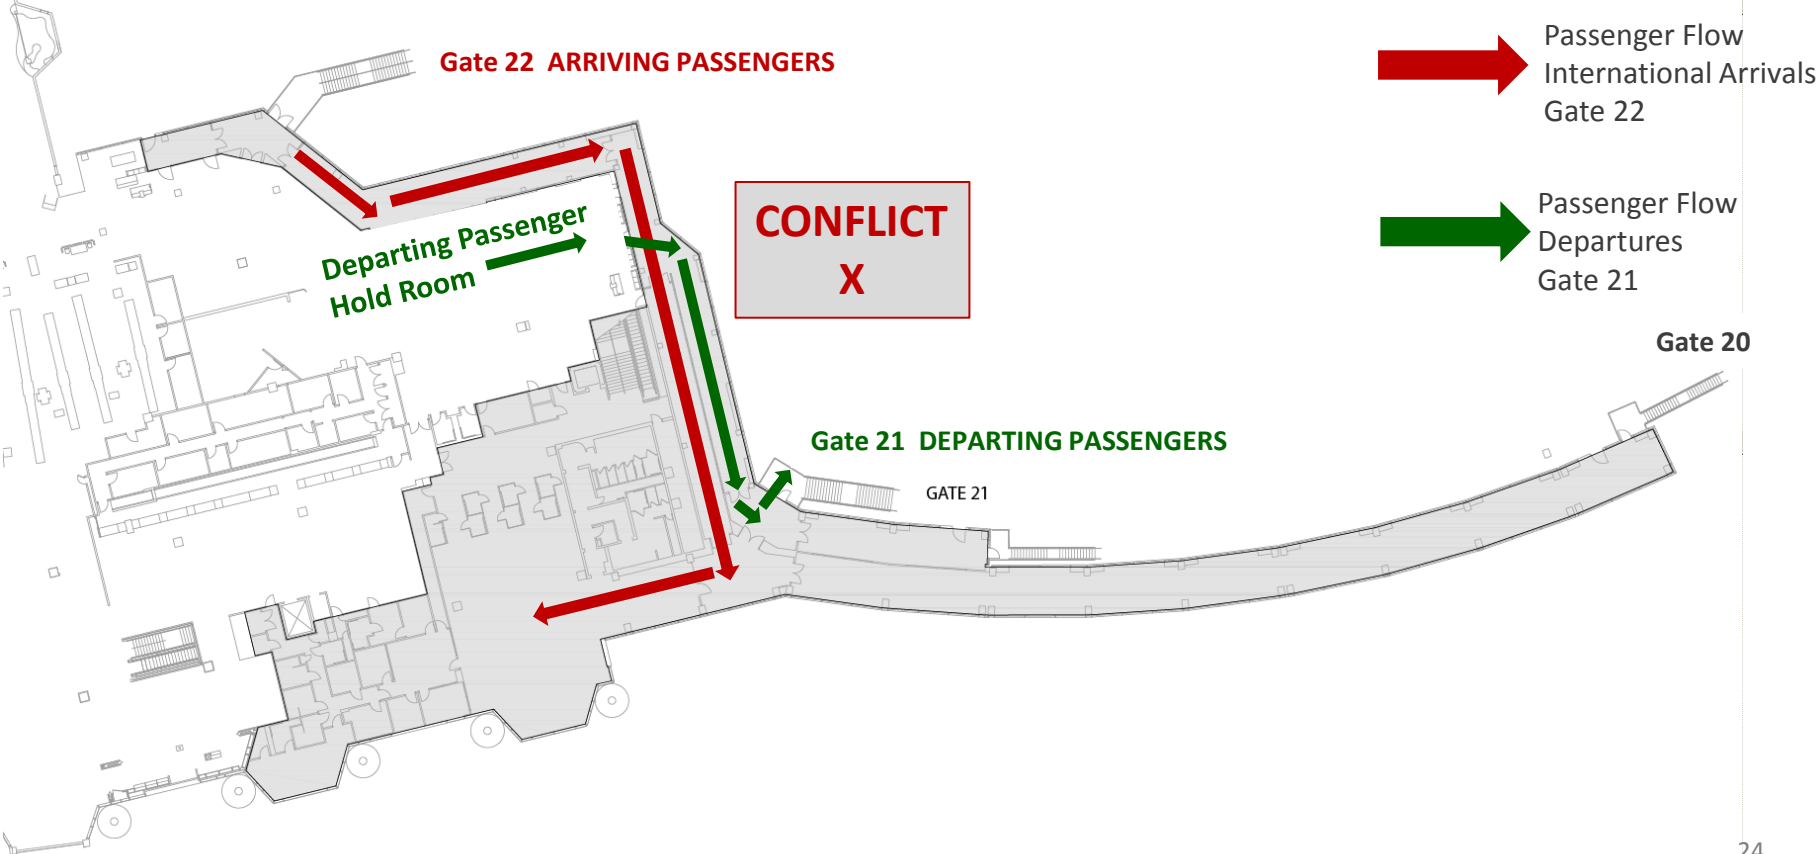 Gate 22 ARRIVING PASSENGERS
Passenger Flow
International Arrivals
Gate 22
CONFLICT
X
Departing Passenger
Hold Room
Passenger Flow
Departures
Gate 21
Gate 20
Gate 21 DEPARTING PASSENGERS
GATE 21
24